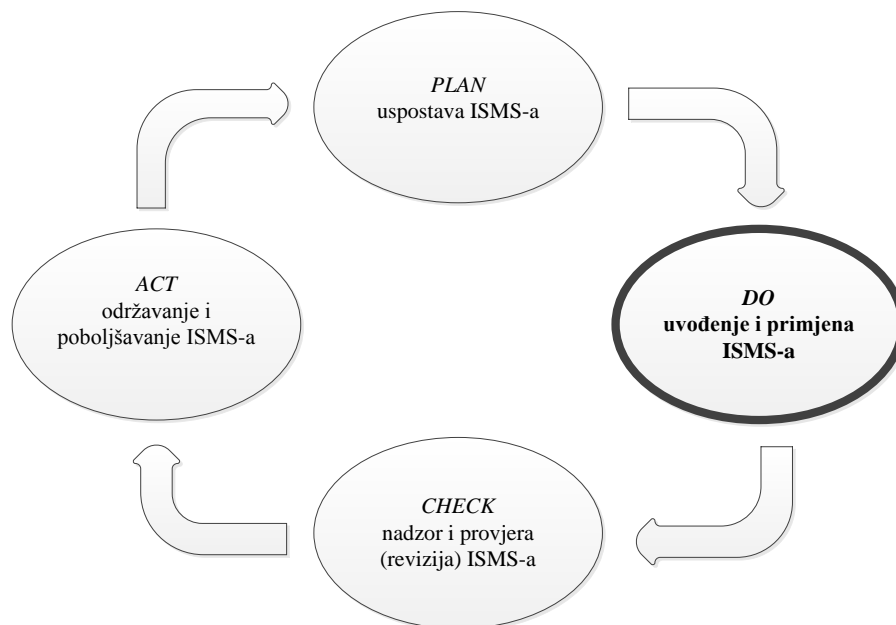 PLAN
uspostava ISMS-a
DO
uvođenje i primjena
ISMS-a
CHECK
nadzor i provjera
(revizija) ISMS-a
ACT
održavanje i
poboljšavanje ISMS-a